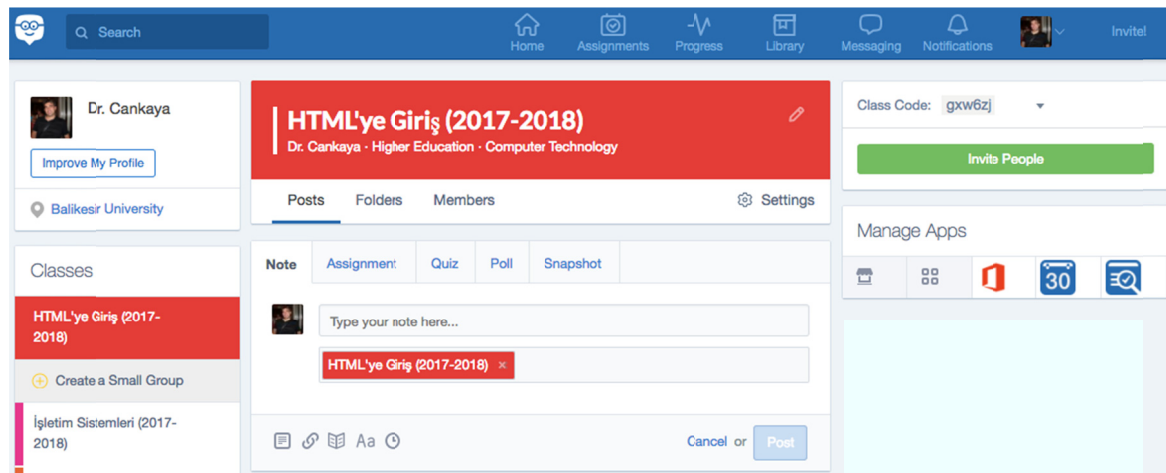 Search
Home
Assignments
Progress
Library
Messaging
Notifications
Invite!
Dr. Cankaya
Improve My Profile
Balikesir University
Classes
HTML'ye Giriş (2017-
2018)
Create a Small Group
İşletim Sistemleri (2017-
2018)
HTML'ye Giriş (2017-2018)
Dr. Cankaya · Higher Education · Computer Technology
Posts Folders Members Settings
Note Assignment Quiz Poll Snapshot
Type your note here...
HTML'ye Giriş (2017-2018) ×
Aa
Cancel or Post
Class Code: gxw6zj
Invite People
Manage Apps
30